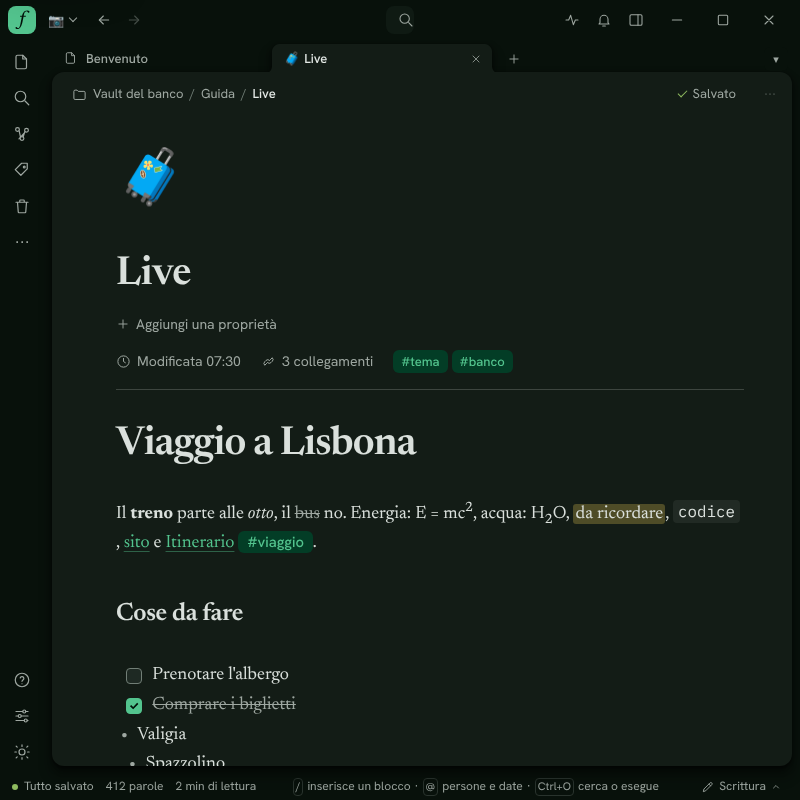 f
Benvenuto
Live
Vault del banco / Guida / Live
Salvato
Live
Aggiungi una proprietà
Modificata 07:30
3 collegamenti
#tema
#banco
Viaggio a Lisbona
Il treno parte alle otto, il bus no. Energia: E = mc², acqua: H₂O, da ricordare, codice
, sito e Itinerario #viaggio.
Cose da fare
Prenotare l'albergo
Comprare i biglietti
• Valigia
• Spazzolino
Tutto salvato 412 parole 2 min di lettura / inserisce un blocco · @ persone e date · Ctrl+O cerca o esegue Scrittura